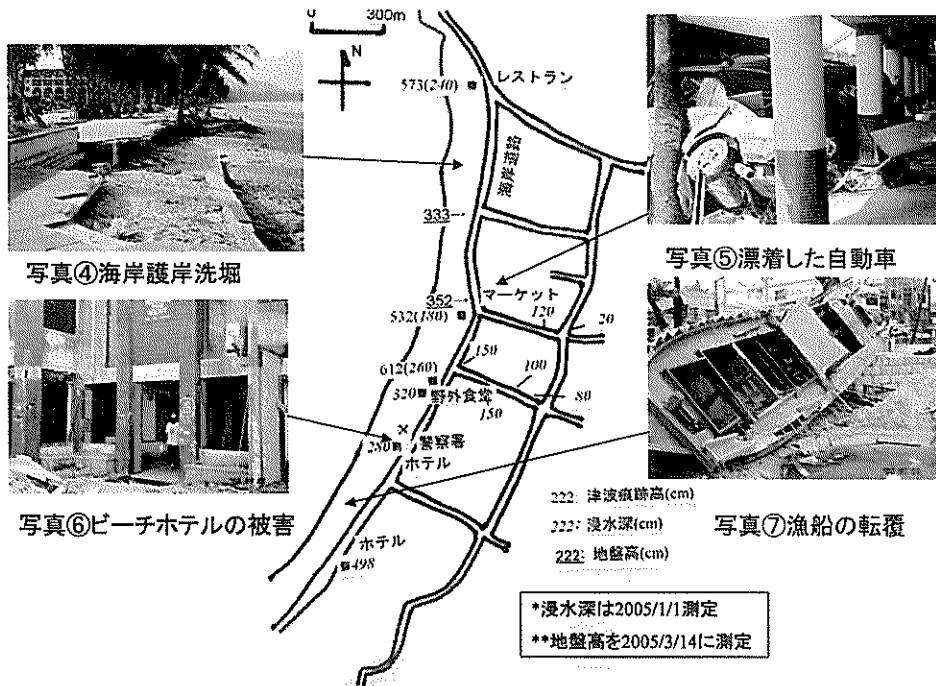 0 300m
N
レストラン
573(240)
海岸道路
333
写真④海岸護岸洗堀
写真⑤漂着した自動車
マーケット
352
532(180)
120
20
150
612(260)
100
320
野外食堂
80
150
警察署
280
ホテル
写真⑥ビーチホテルの被害
222: 津波痕跡高(cm)
222: 浸水深(cm)
222: 地盤高(cm)
写真⑦漁船の転覆
ホテル
498
*浸水深は2005/1/1測定
**地盤高を2005/3/14に測定